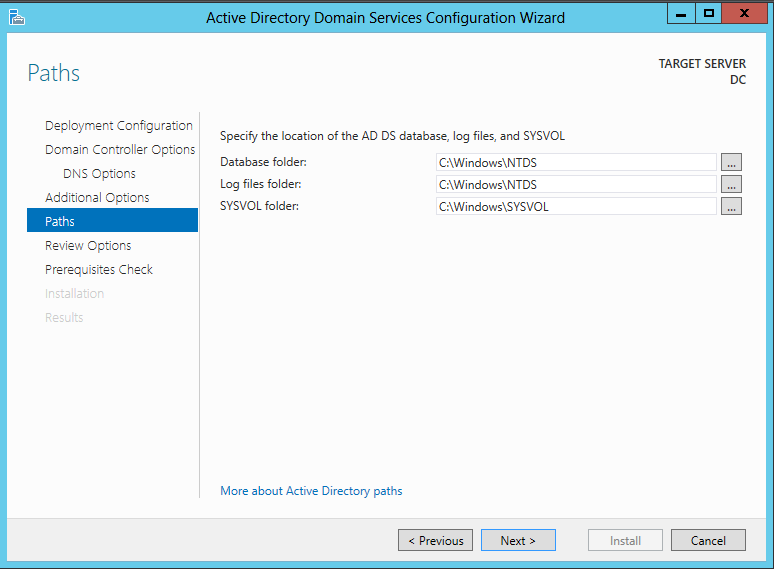 Active Directory Domain Services Configuration Wizard
Paths
TARGET SERVER
DC
Deployment Configuration
Domain Controller Options
DNS Options
Additional Options
Paths
Review Options
Prerequisites Check
Installation
Results
Specify the location of the AD DS database, log files, and SYSVOL
Database folder: C:\Windows\NTDS ...
Log files folder: C:\Windows\NTDS ...
SYSVOL folder: C:\Windows\SYSVOL ...
More about Active Directory paths
< Previous Next > Install Cancel